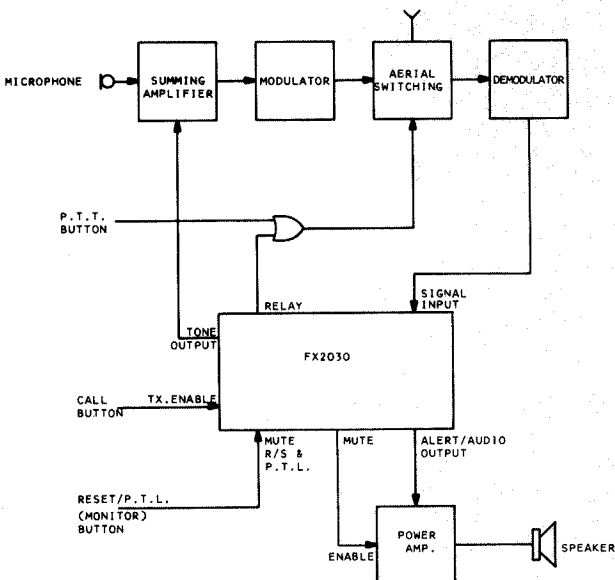 MICROPHONE
SUMMING
AMPLIFIER
MODULATOR
AERIAL
SWITCHING
DEMODULATOR
P.T.T.
BUTTON
RELAY
SIGNAL
INPUT
TONE
OUTPUT
FX2030
CALL
BUTTON
TX.ENABLE
MUTE
R/S &
P.T.L.
MUTE
ALERT/AUDIO
OUTPUT
RESET/P.T.L.
(MONITOR)
BUTTON
ENABLE
POWER
AMP.
SPEAKER